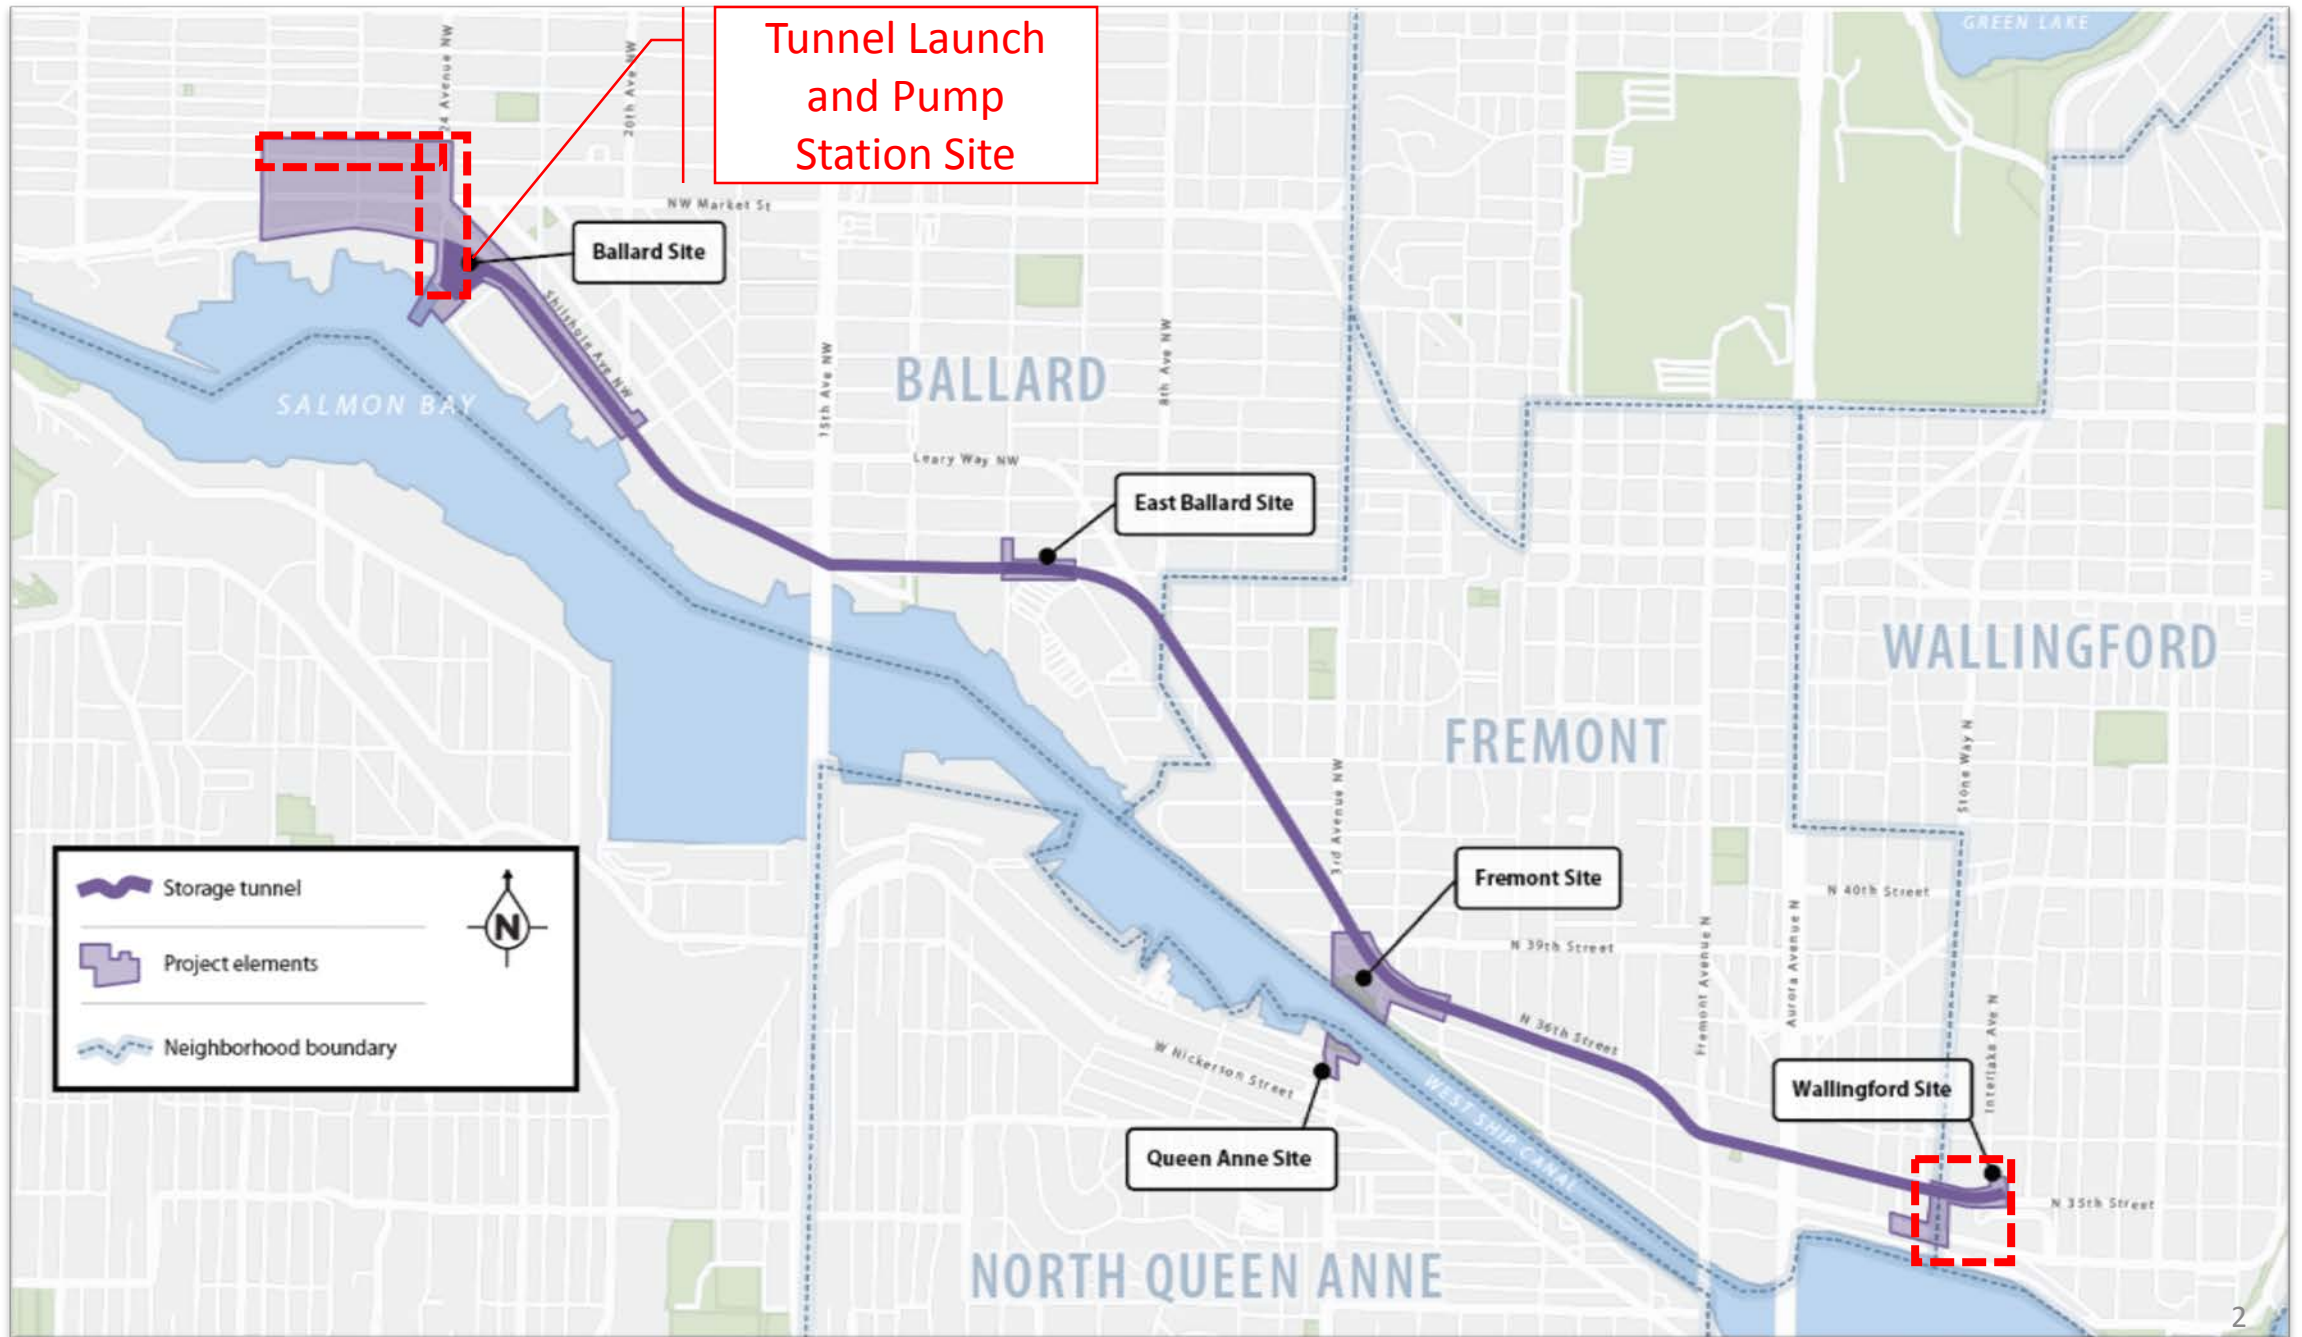 GREEN LAKE
Tunnel Launch
and Pump
Station Site
24 Avenue NW
20th Ave NW
NW Market St
Ballard Site
Shilshole Ave NW
15th Ave NW
BALLARD
8th Ave NW
SALMON BAY
Leary Way NW
East Ballard Site
WALLINGFORD
FREMONT
Stone Way N
3rd Avenue NW
Fremont Site
N 40th Street
N 39th Street
Fremont Avenue N
Aurora Avenue N
Storage tunnel
N
Project elements
Neighborhood boundary
N 36th Street
W Nickerson Street
WEST SHIP CANAL
Interlake Ave N
Wallingford Site
Queen Anne Site
N 35th Street
NORTH QUEEN ANNE
2